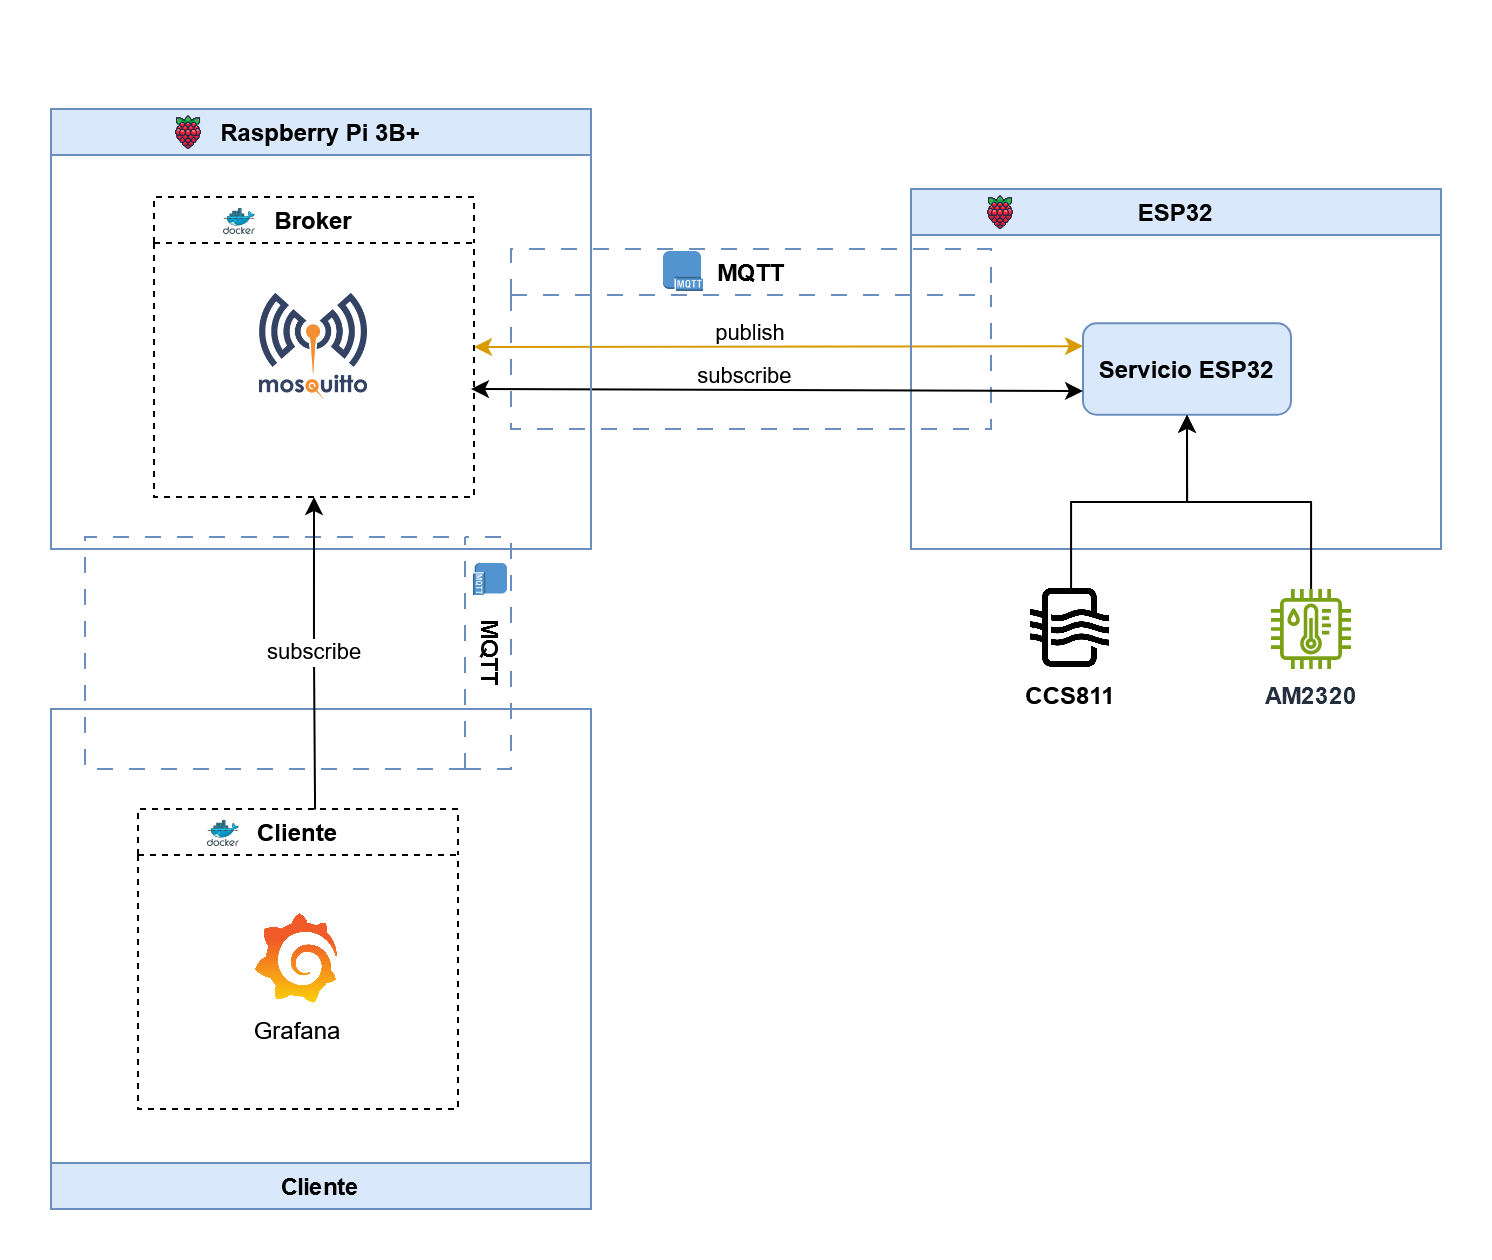 Raspberry Pi 3B+
docker
Broker
mosquitto
MQTT
MQTT
publish
subscribe
ESP32
Servicio ESP32
CCS811
AM2320
MQTT
MQTT
subscribe
docker
Cliente
Grafana
Cliente